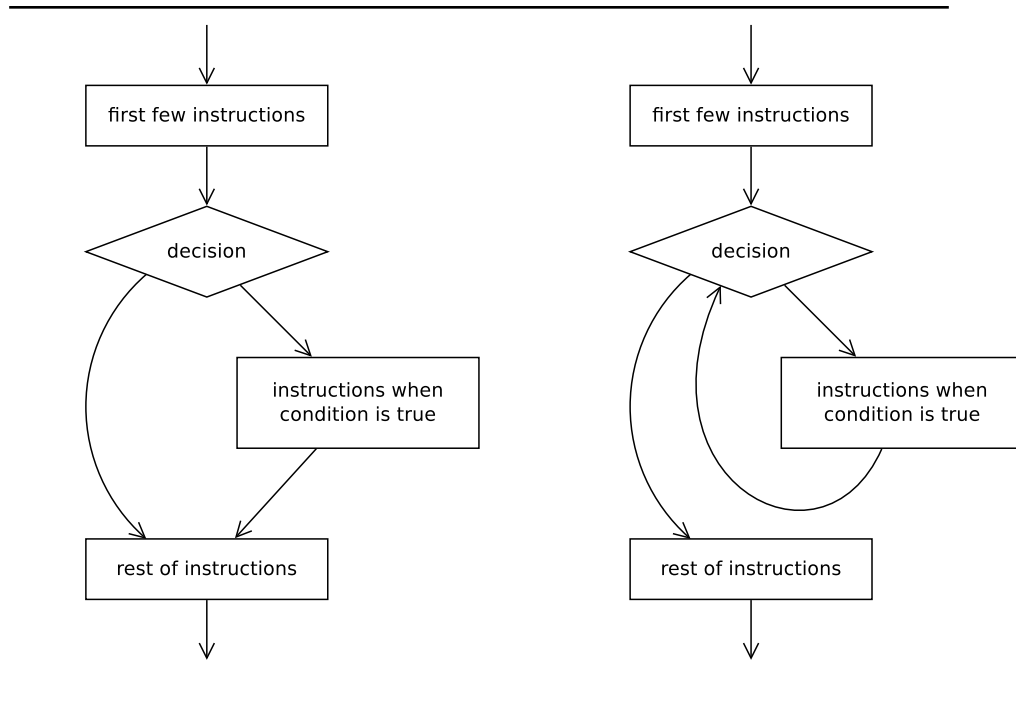 first few instructions
decision
instructions when
condition is true
rest of instructions
first few instructions
decision
instructions when
condition is true
rest of instructions